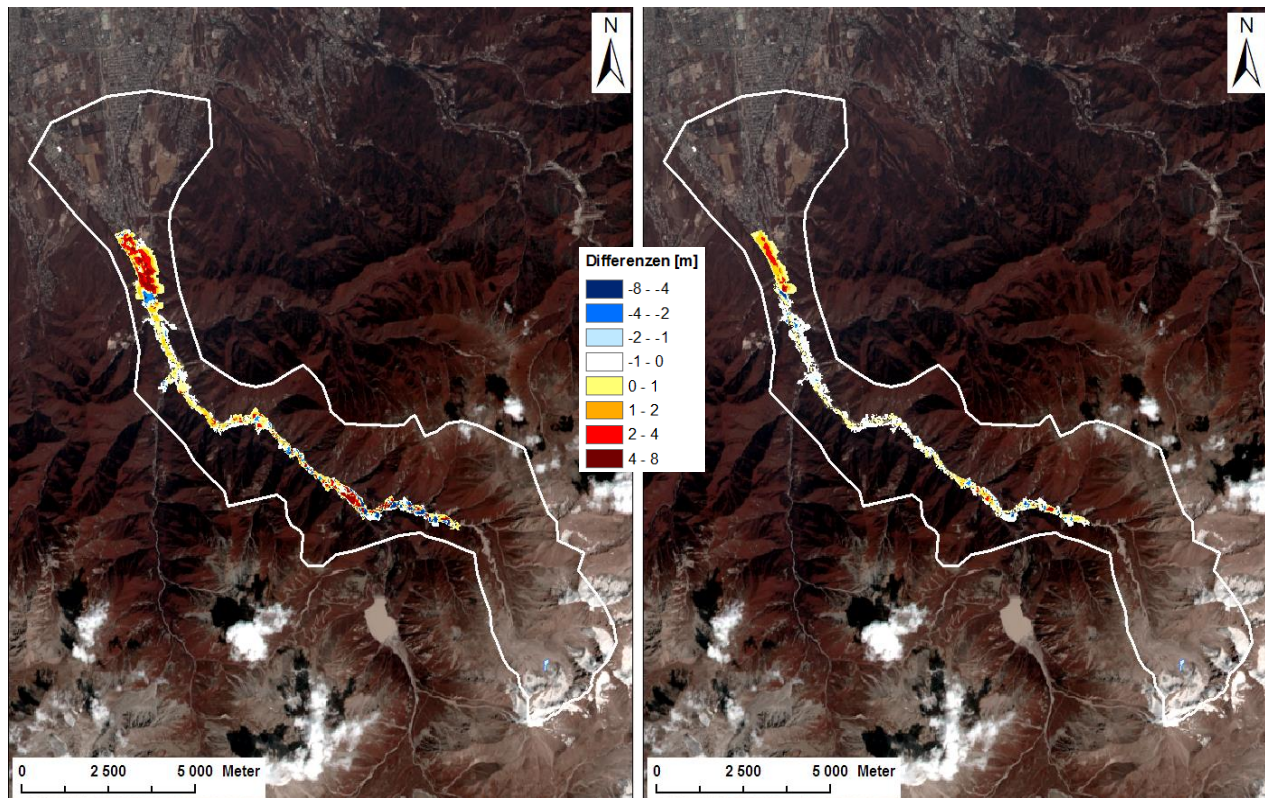 N
N
Differenzen [m]
-8 - -4
-4 - -2
-2 - -1
-1 - 0
0 - 1
1 - 2
2 - 4
4 - 8
0 2 500 5 000 Meter
0 2 500 5 000 Meter